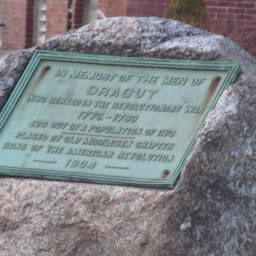 IN MEMORY OF THE MEN OF
DRACUT
WHO SERVED IN THE REVOLUTIONARY WAR
1775 - 1783
423 OUT OF A POPULATION OF 1173
PLACED BY OLD MIDDLESEX CHAPTER
SONS OF THE AMERICAN REVOLUTION
1904